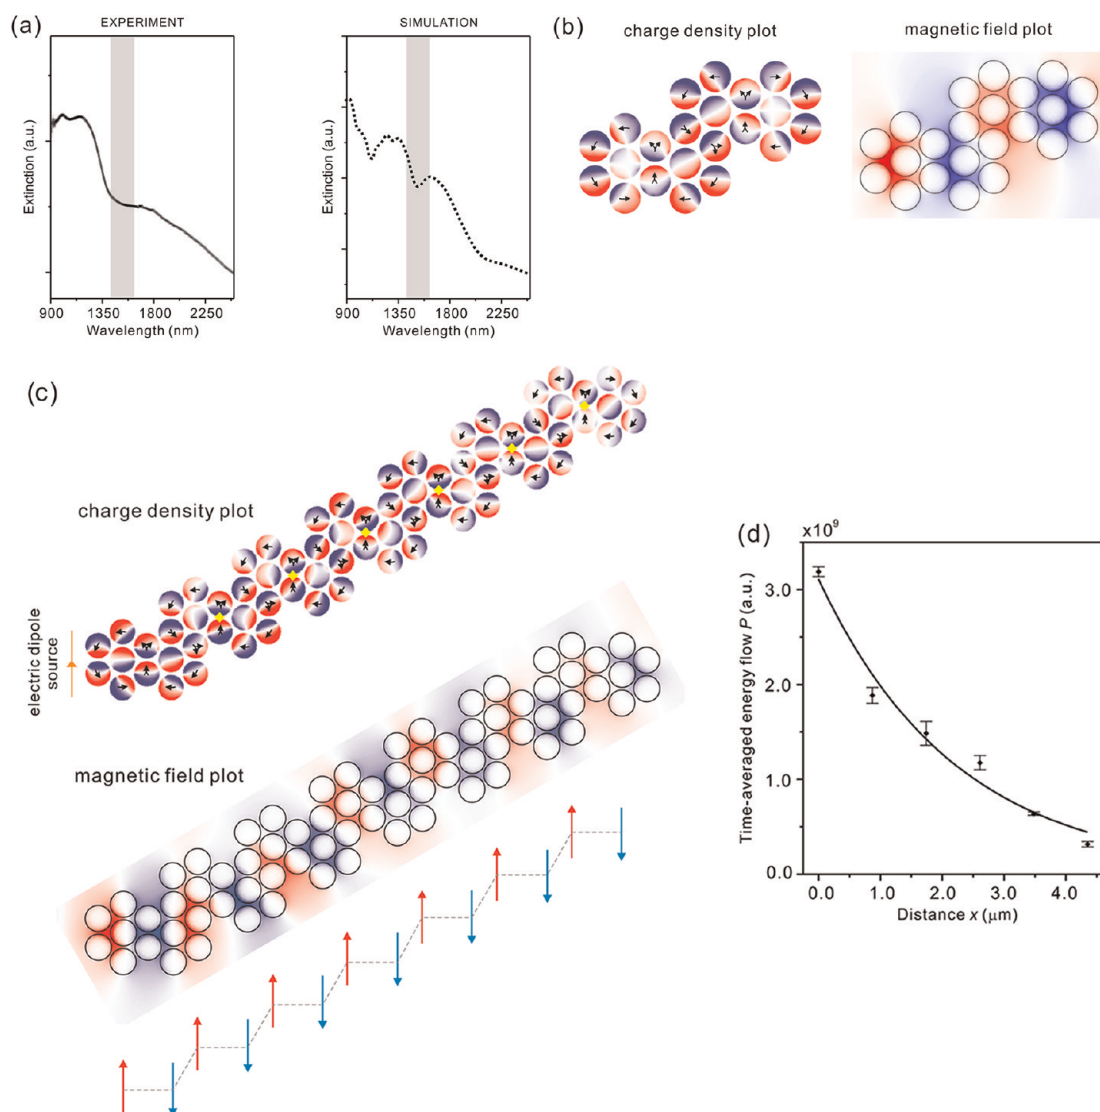 (a)
EXPERIMENT
Extinction (a.u.)
900 1350 1800 2250
Wavelength (nm)
SIMULATION
Extinction (a.u.)
900 1350 1800 2250
Wavelength (nm)
(b)
charge density plot
magnetic field plot
(c)
charge density plot
electric dipole
source
magnetic field plot
(d)
x10⁹
Time-averaged energy flow P (a.u.)
3.0
2.0
1.0
0.0
0.0 1.0 2.0 3.0 4.0
Distance x (μm)